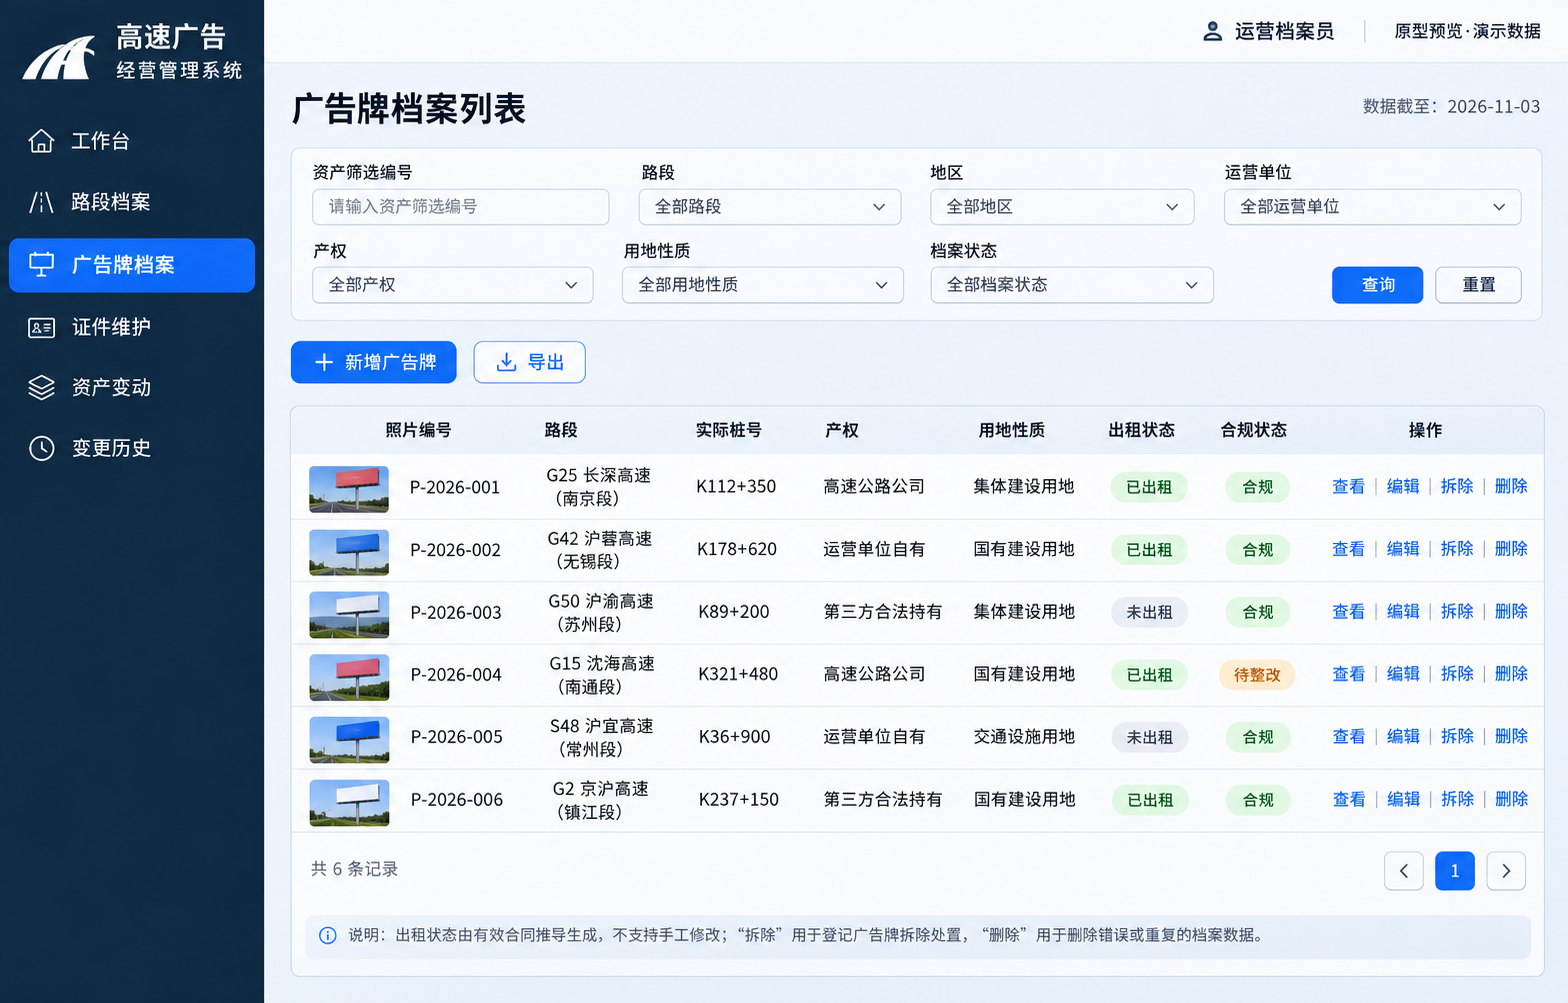 高速广告
经营管理系统
工作台
路段档案
广告牌档案
证件维护
资产变动
变更历史
运营档案员
原型预览·演示数据
广告牌档案列表
数据截至：2026-11-03
资产筛选编号 路段 地区 运营单位
请输入资产筛选编号 全部路段 全部地区 全部运营单位
产权 用地性质 档案状态
全部产权 全部用地性质 全部档案状态 查询 重置
新增广告牌 导出
照片编号 路段 实际桩号 产权 用地性质 出租状态 合规状态 操作
P-2026-001 G25 长深高速（南京段） K112+350 高速公路公司 集体建设用地 已出租 合规 查看 | 编辑 | 拆除 | 删除
P-2026-002 G42 沪蓉高速（无锡段） K178+620 运营单位自有 国有建设用地 已出租 合规 查看 | 编辑 | 拆除 | 删除
P-2026-003 G50 沪渝高速（苏州段） K89+200 第三方合法持有 集体建设用地 未出租 合规 查看 | 编辑 | 拆除 | 删除
P-2026-004 G15 沈海高速（南通段） K321+480 高速公路公司 国有建设用地 已出租 待整改 查看 | 编辑 | 拆除 | 删除
P-2026-005 S48 沪宜高速（常州段） K36+900 运营单位自有 交通设施用地 未出租 合规 查看 | 编辑 | 拆除 | 删除
P-2026-006 G2 京沪高速（镇江段） K237+150 第三方合法持有 国有建设用地 已出租 合规 查看 | 编辑 | 拆除 | 删除
共 6 条记录
1
说明：出租状态由有效合同推导生成，不支持手工修改；“拆除”用于登记广告牌拆除处置，“删除”用于删除错误或重复的档案数据。